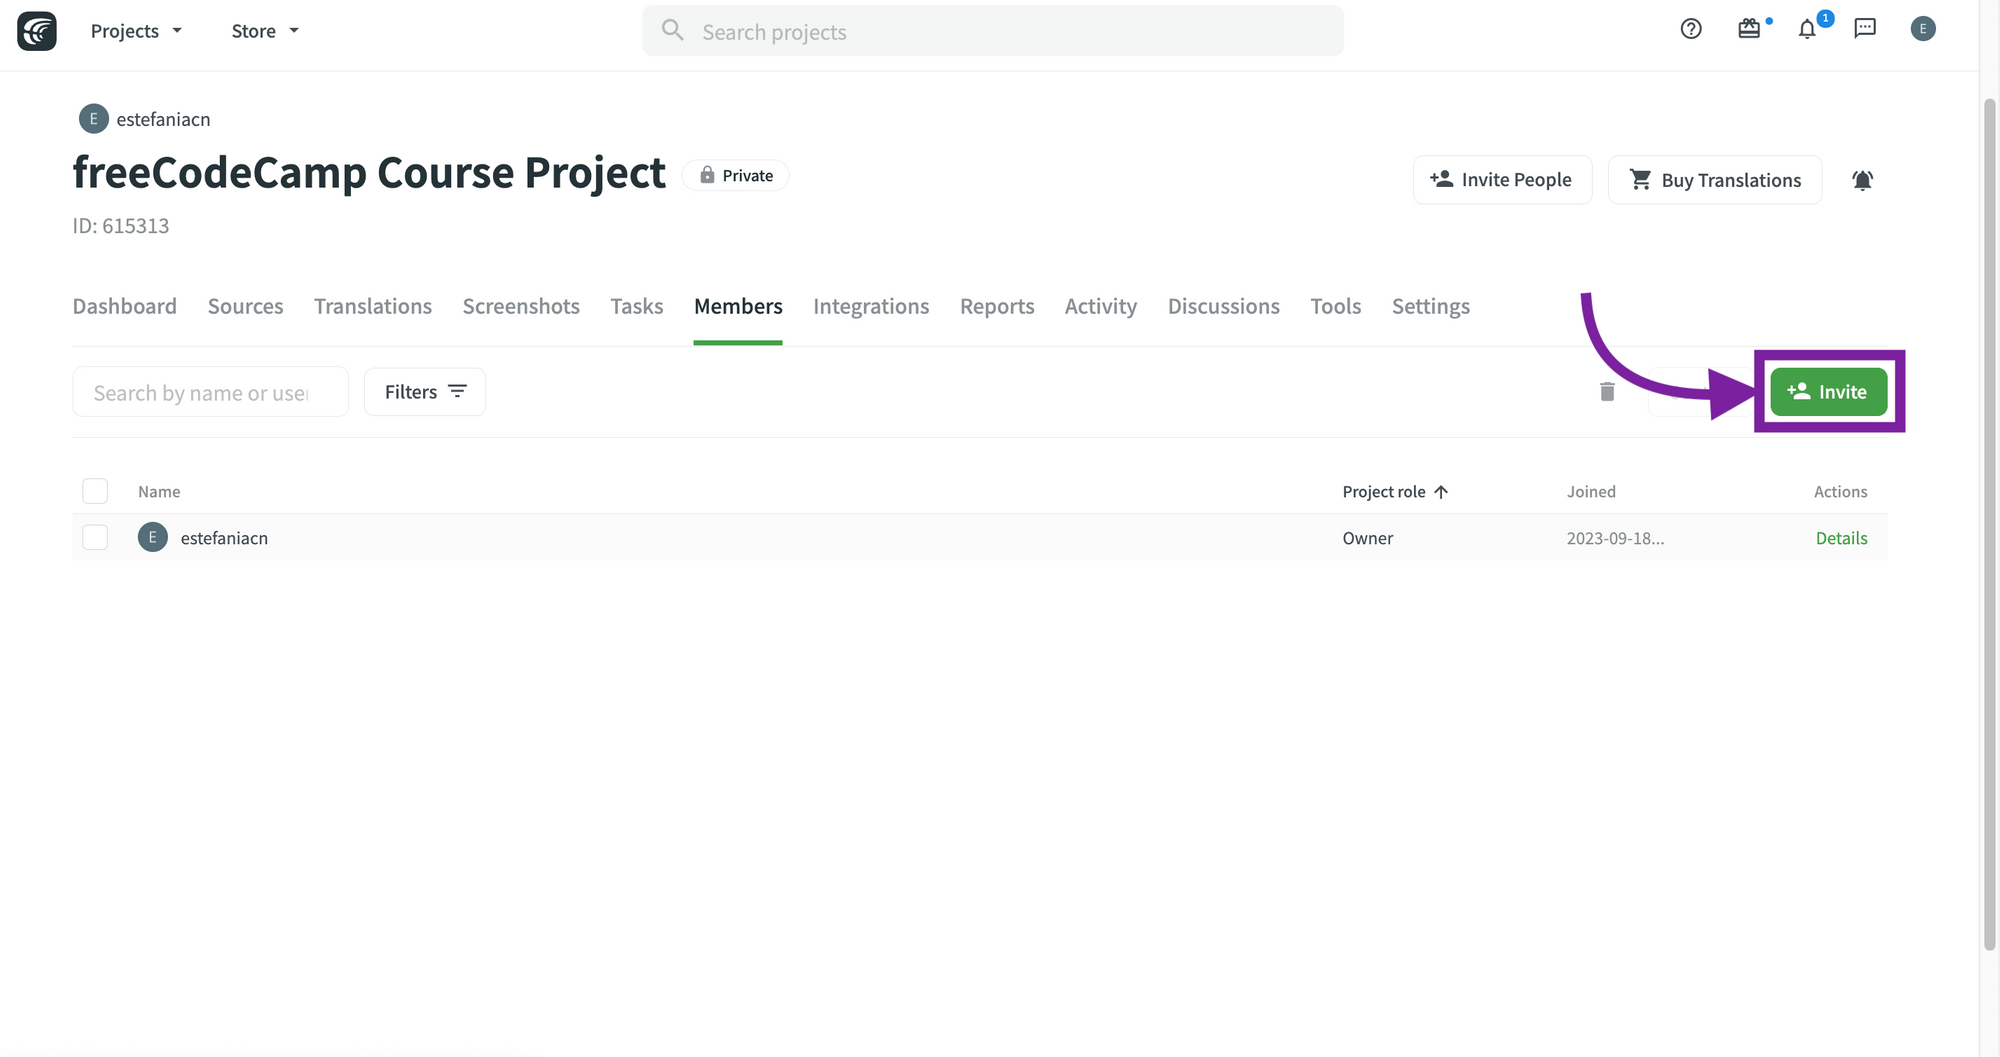 Projects
Store
Search projects
1
E
E
estefaniacn
freeCodeCamp Course Project
Private
Invite People
Buy Translations
ID: 615313
Dashboard
Sources
Translations
Screenshots
Tasks
Members
Integrations
Reports
Activity
Discussions
Tools
Settings
Search by name or use
Filters
Invite
Name
Project role
Joined
Actions
E
estefaniacn
Owner
2023-09-18...
Details